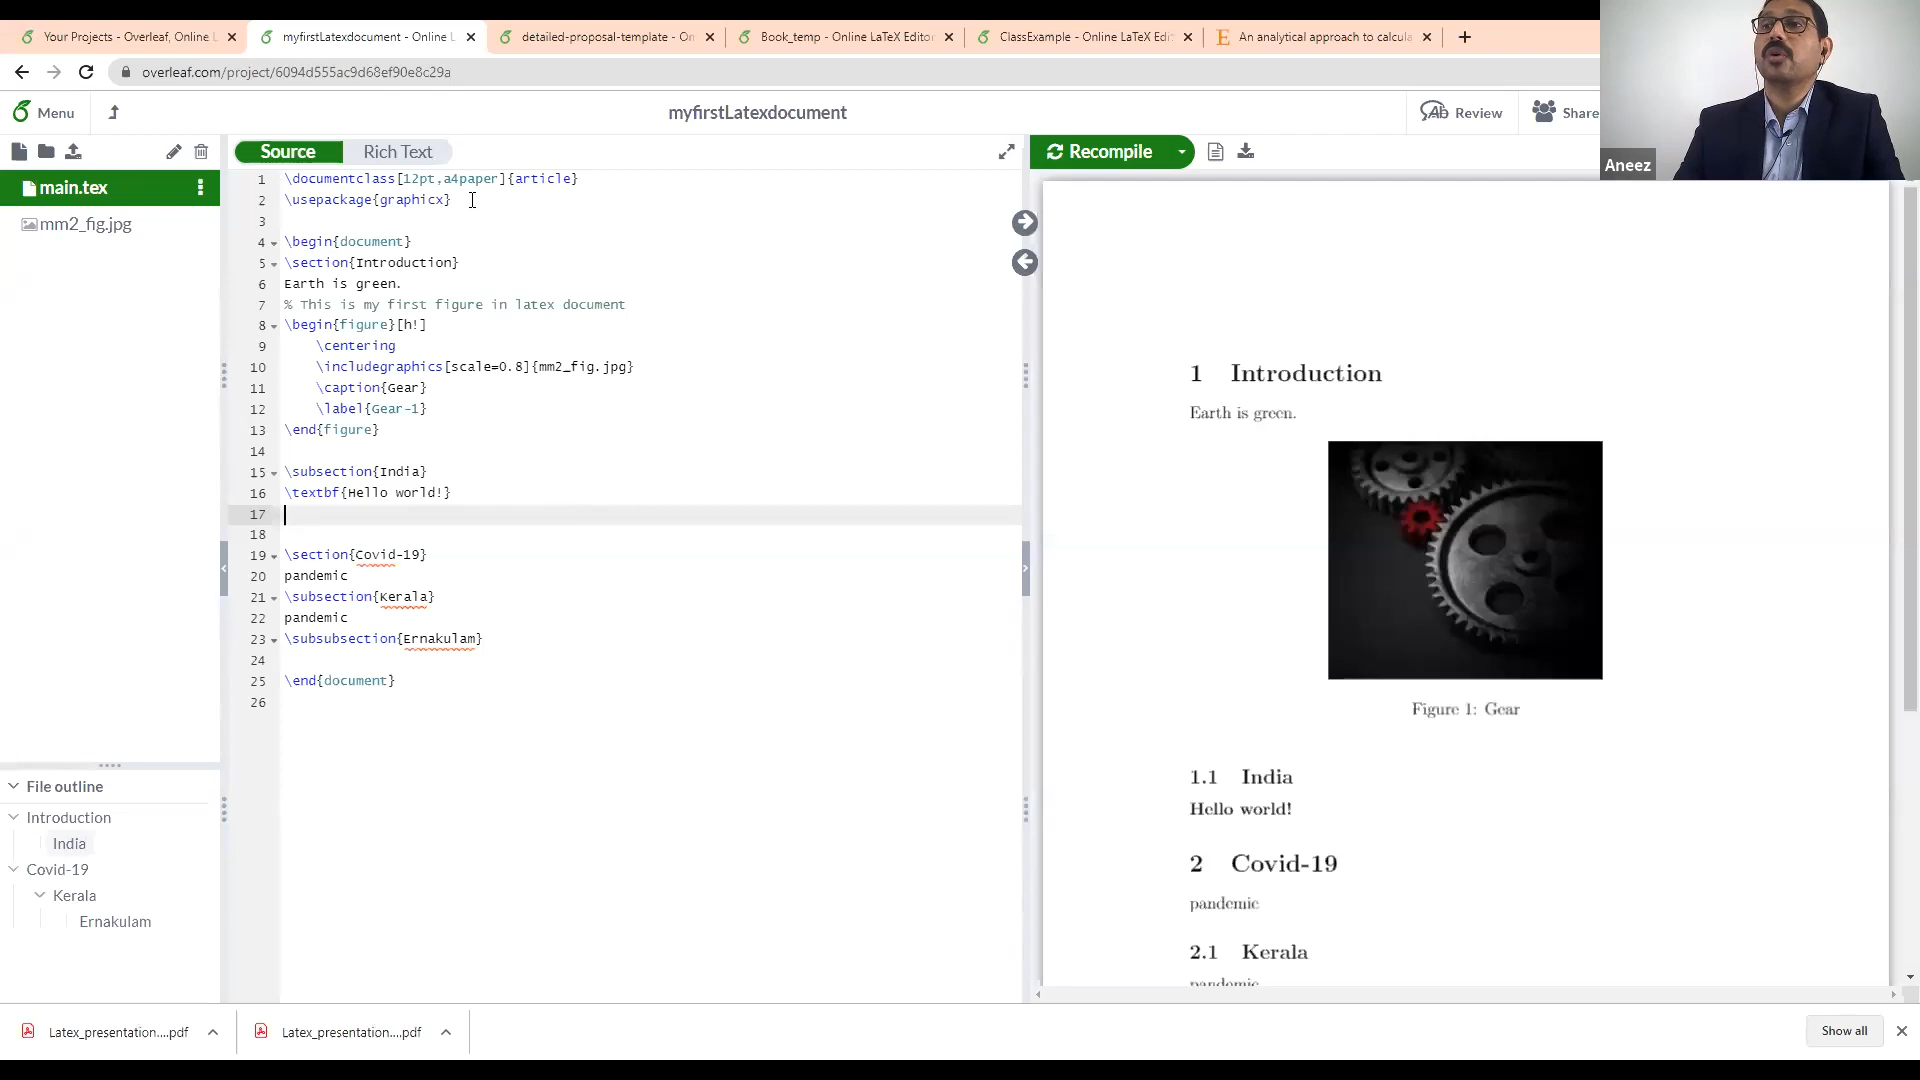 Your Projects - Overleaf, Online L
myfirstLatexdocument - Online L
detailed-proposal-template - On
Book_temp - Online LaTeX Editor
ClassExample - Online LaTeX Edit
An analytical approach to calcula
overleaf.com/project/6094d555ac9d68ef90e8c29a
Menu
myfirstLatexdocument
Review
Share
Aneez
Source
Rich Text
Recompile
main.tex
mm2_fig.jpg
1 \documentclass[12pt,a4paper]{article}
2 \usepackage{graphicx}
3
4 \begin{document}
5 \section{Introduction}
6 Earth is green.
7 % This is my first figure in latex document
8 \begin{figure}[h!]
9 \centering
10 \includegraphics[scale=0.8]{mm2_fig.jpg}
11 \caption{Gear}
12 \label{Gear-1}
13 \end{figure}
14
15 \subsection{India}
16 \textbf{Hello world!}
17
18
19 \section{Covid-19}
20 pandemic
21 \subsection{Kerala}
22 pandemic
23 \subsubsection{Ernakulam}
24
25 \end{document}
26
File outline
Introduction
India
Covid-19
Kerala
Ernakulam
1 Introduction
Earth is green.
Figure 1: Gear
1.1 India
Hello world!
2 Covid-19
pandemic
2.1 Kerala
pandemic
Latex_presentation....pdf
Latex_presentation....pdf
Show all